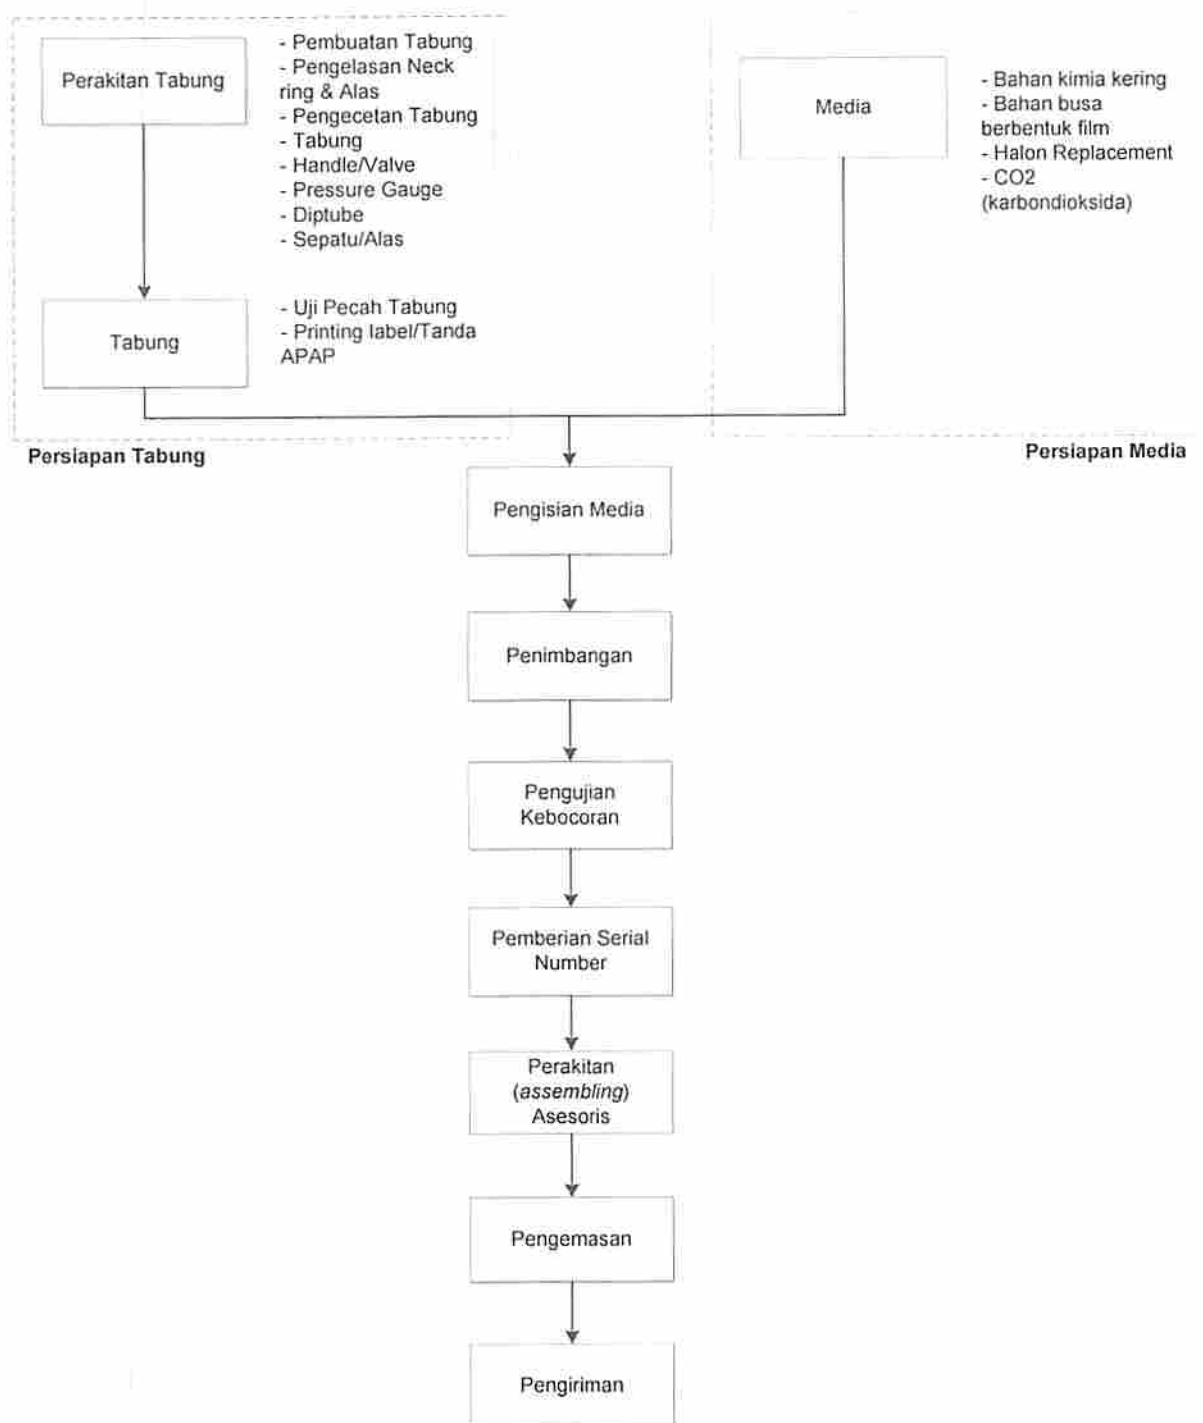 Perakitan Tabung
- Pembuatan Tabung
- Pengelasan Neck
ring & Alas
- Pengecetan Tabung
- Tabung
- Handle/Valve
- Pressure Gauge
- Diptube
- Sepatu/Alas
Tabung
- Uji Pecah Tabung
- Printing label/Tanda
APAP
Persiapan Tabung
Media
- Bahan kimia kering
- Bahan busa
berbentuk film
- Halon Replacement
- CO2
(karbondioksida)
Persiapan Media
Pengisian Media
Penimbangan
Pengujian
Kebocoran
Pemberian Serial
Number
Perakitan
(assembling)
Asesoris
Pengemasan
Pengiriman